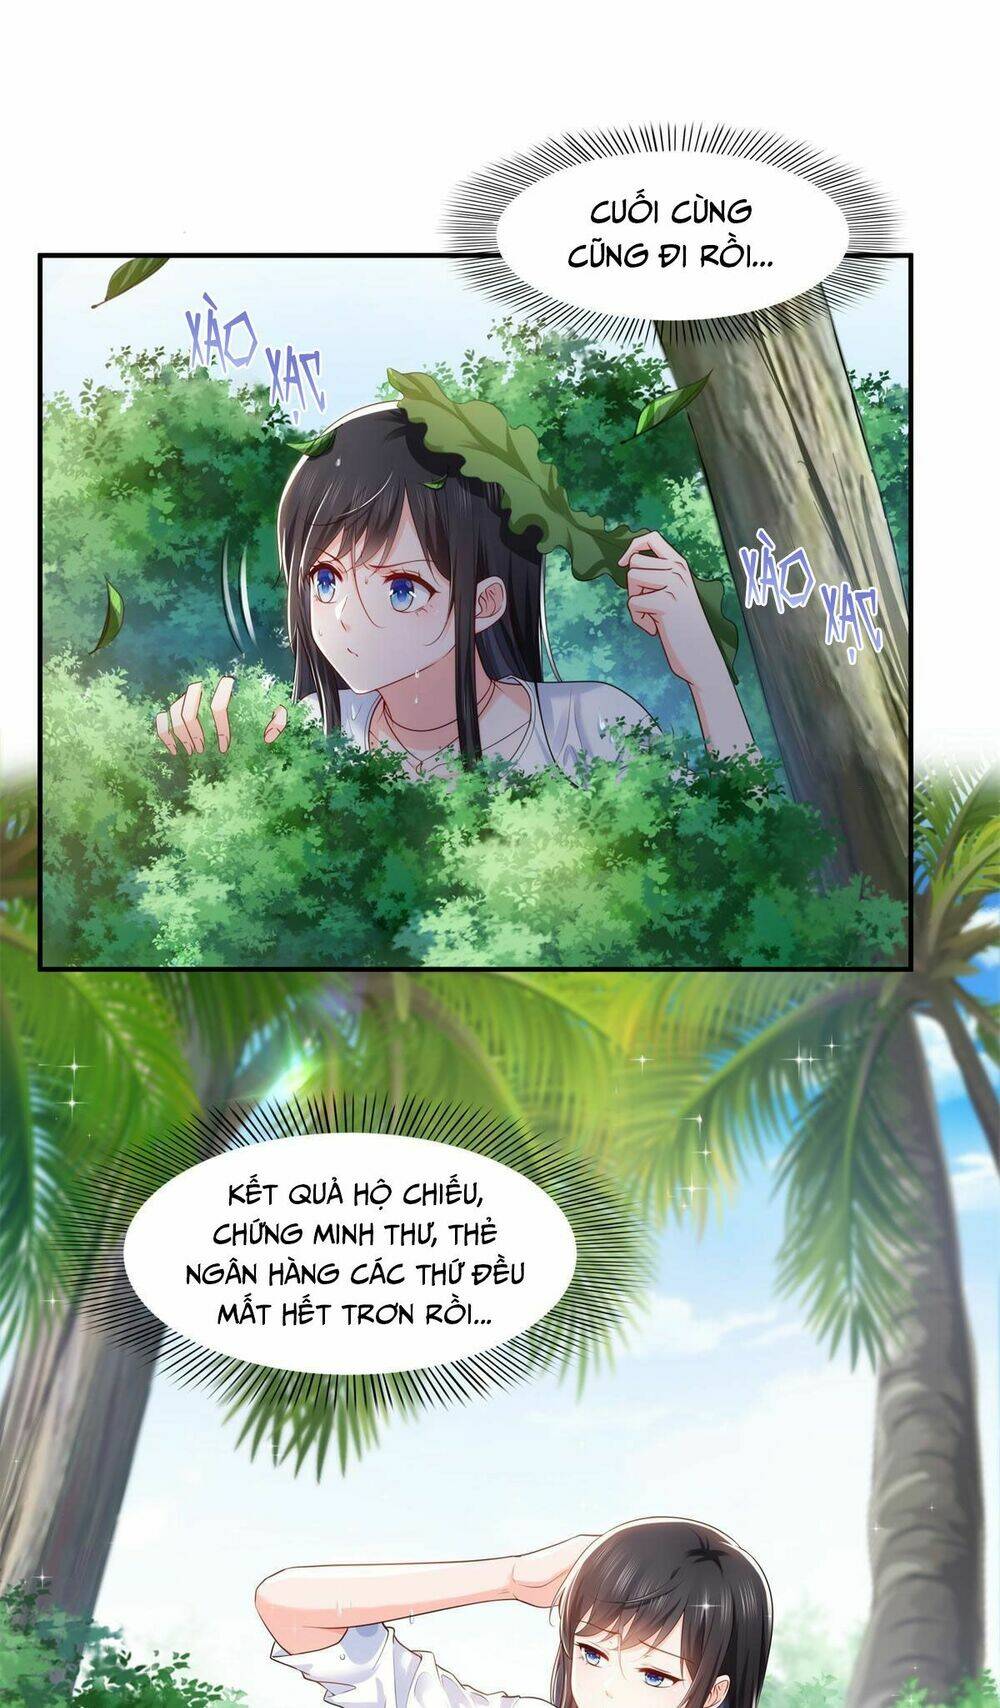 CUỐI CÙNG
CŨNG ĐI RỒI...
XÀO
XẠC
XÀO
XẠC
KẾT QUẢ HỘ CHIẾU,
CHỨNG MINH THƯ, THẺ
NGÂN HÀNG CÁC THỨ ĐỀU
MẤT HẾT TRƠN RỒI...